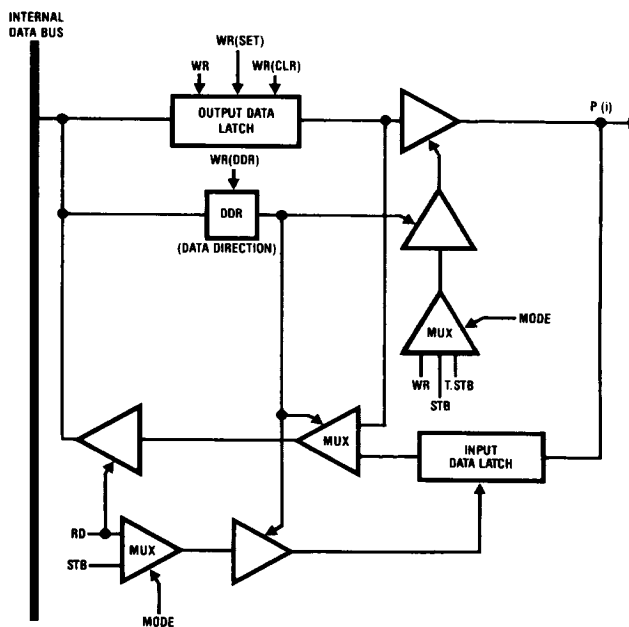 INTERNAL
DATA BUS
WR(SET)
WR
WR(CLR)
P (i)
OUTPUT DATA
LATCH
WR(DDR)
DDR
(DATA DIRECTION)
MODE
MUX
WR
T.STB
STB
MUX
INPUT
DATA LATCH
RD
MUX
STB
MODE